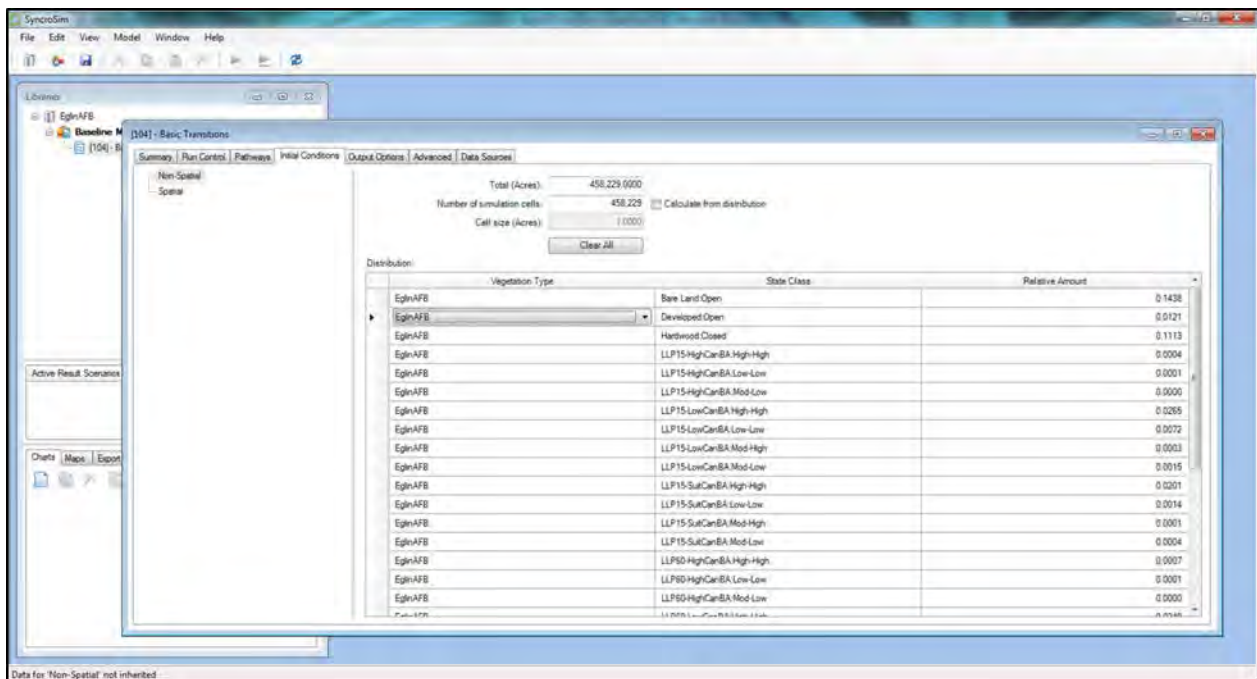 SyncroSim
File Edit View Model Window Help
Libraries
EglinAFB
Baseline M
[104] - Ba
[104] - Basic Transitions
Summary Run Control Pathways Initial Conditions Output Options Advanced Data Sources
Non-Spatial
Spatial
Total (Acres): 458,229.0000
Number of simulation cells: 458,229 Calculate from distribution
Cell size (Acres): 1.0000
Clear All
Distribution:
Vegetation Type State Class Relative Amount
EglinAFB Bare Land:Open 0.1438
EglinAFB Developed:Open 0.0121
EglinAFB Hardwood:Closed 0.1113
EglinAFB LLP15-HighCanBA:High-High 0.0004
EglinAFB LLP15-HighCanBA:Low-Low 0.0001
EglinAFB LLP15-HighCanBA:Mod-Low 0.0000
EglinAFB LLP15-LowCanBA:High-High 0.0265
EglinAFB LLP15-LowCanBA:Low-Low 0.0072
EglinAFB LLP15-LowCanBA:Mod-High 0.0003
EglinAFB LLP15-LowCanBA:Mod-Low 0.0015
EglinAFB LLP15-SuitCanBA:High-High 0.0201
EglinAFB LLP15-SuitCanBA:Low-Low 0.0014
EglinAFB LLP15-SuitCanBA:Mod-High 0.0001
EglinAFB LLP15-SuitCanBA:Mod-Low 0.0004
EglinAFB LLP60-HighCanBA:High-High 0.0007
EglinAFB LLP60-HighCanBA:Low-Low 0.0001
EglinAFB LLP60-HighCanBA:Mod-Low 0.0000
Active Result Scenarios
Charts Maps Export
Data for 'Non-Spatial' not inherited